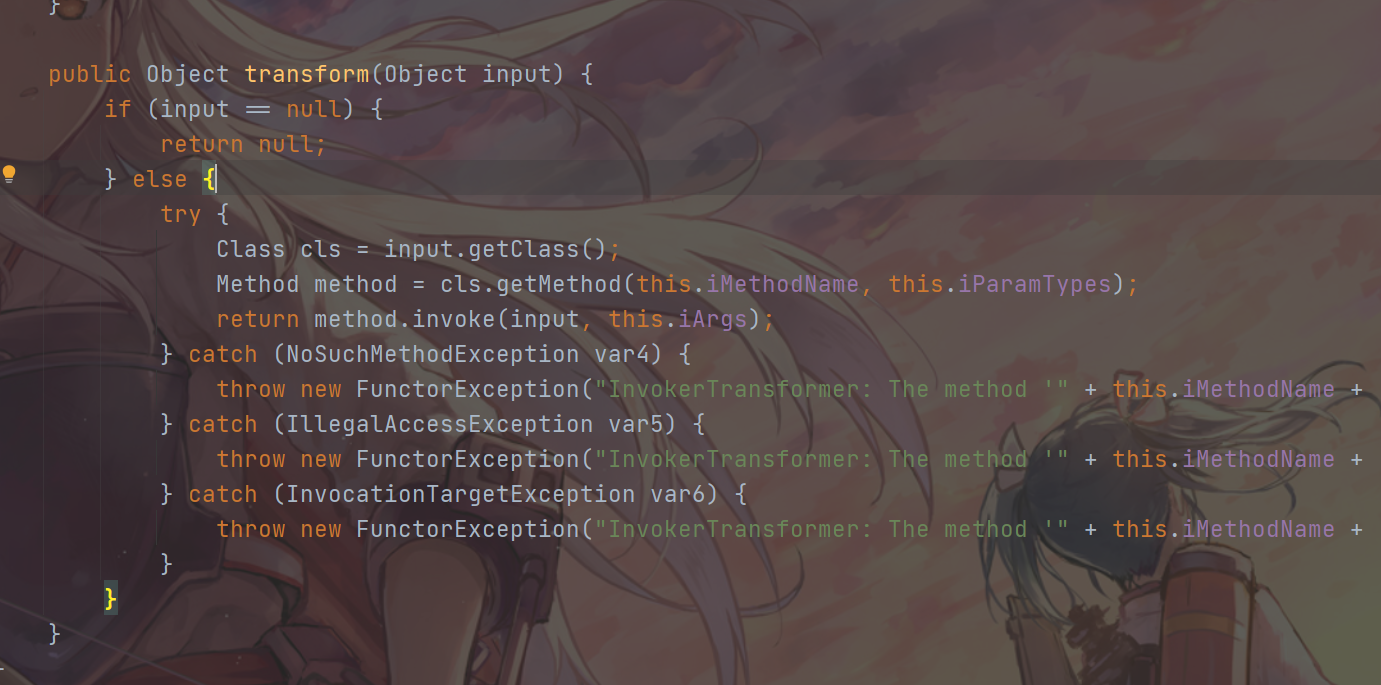 }
public Object transform(Object input) {
if (input == null) {
return null;
} else {
try {
Class cls = input.getClass();
Method method = cls.getMethod(this.iMethodName, this.iParamTypes);
return method.invoke(input, this.iArgs);
} catch (NoSuchMethodException var4) {
throw new FunctorException("InvokerTransformer: The method '" + this.iMethodName +
} catch (IllegalAccessException var5) {
throw new FunctorException("InvokerTransformer: The method '" + this.iMethodName +
} catch (InvocationTargetException var6) {
throw new FunctorException("InvokerTransformer: The method '" + this.iMethodName +
}
}
}